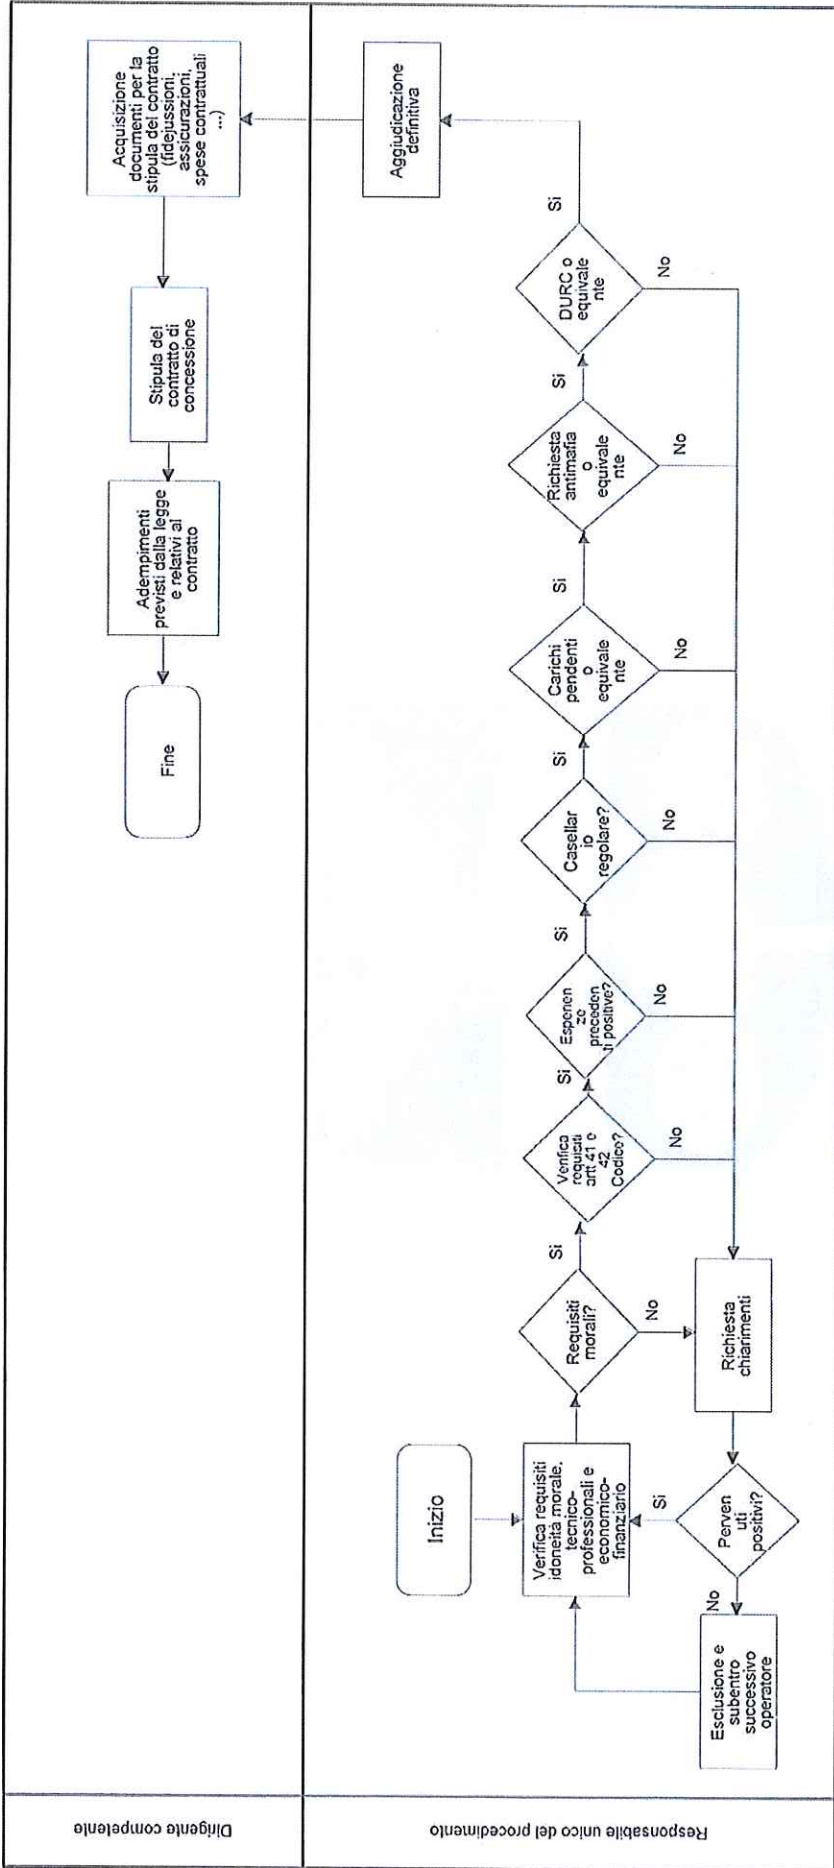 Dirigente competente
Fine
Adempimenti
previsti dalla legge
e relativi al
contratto
Stipula del
contratto di
concessione
Acquisizione
documenti per la
stipula del contratto
(fidejussioni,
assicurazioni,
spese contrattuali
...)
Responsabile unico del procedimento
Inizio
Verifica requisiti
idoneità morale,
tecnico-
professionali e
economico-
finanziario
Requisiti
morali?
Si
No
Verifica
requisiti
artt 41 e
42
Codice?
Si
No
Esperien
ze
preceden
ti positive?
Si
No
Casellar
io
regolare?
Si
No
Carichi
pendenti
o
equivale
nte
Si
No
Richiesta
antimafia
o
equivale
nte
Si
No
DURC o
equivale
nte
Si
No
Aggiudicazione
definitiva
Richiesta
chiarimenti
Perven
uti
positivi?
Si
No
Esclusione e
subentro
successivo
operatore